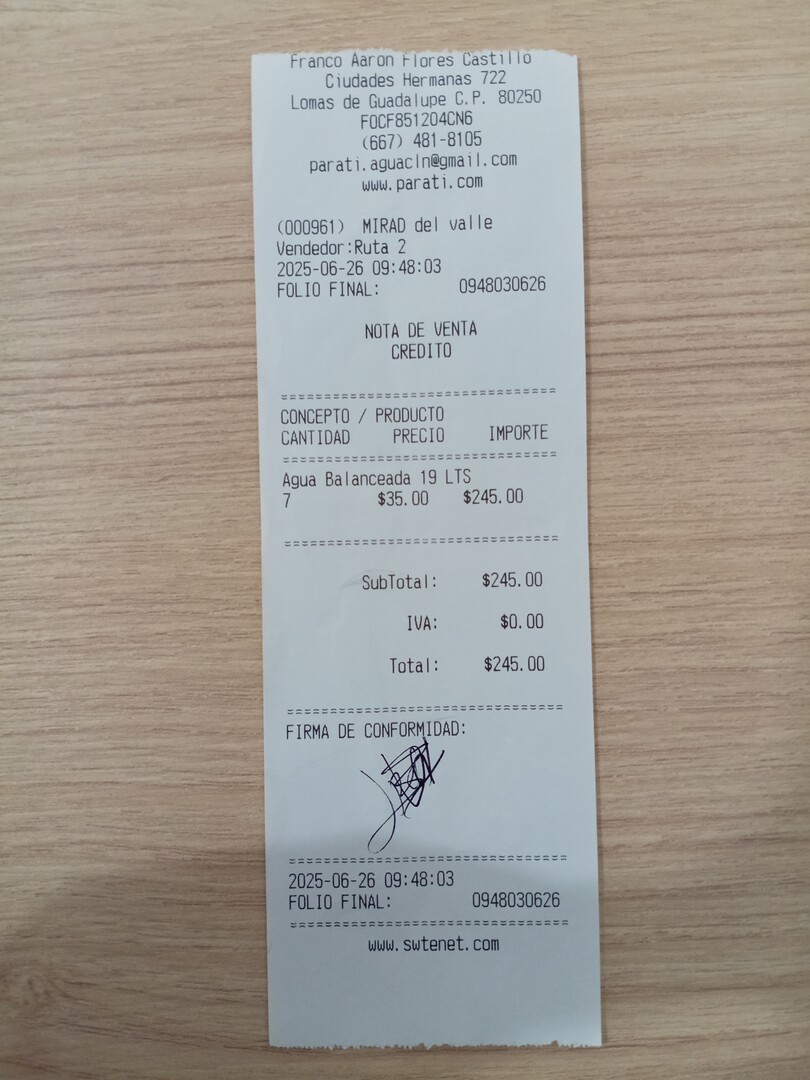 Franco Aaron Flores Castillo
Ciudades Hermanas 722
Lomas de Guadalupe C.P. 80250
FOCF851204CN6
(667) 481-8105
parati.aguacln@gmail.com
www.parati.com
(000961) MIRAD del valle
Vendedor:Ruta 2
2025-06-26 09:48:03
FOLIO FINAL: 0948030626
NOTA DE VENTA
CREDITO
CONCEPTO / PRODUCTO
CANTIDAD PRECIO IMPORTE
Agua Balanceada 19 LTS
7 $35.00 $245.00
SubTotal: $245.00
IVA: $0.00
Total: $245.00
FIRMA DE CONFORMIDAD:
2025-06-26 09:48:03
FOLIO FINAL: 0948030626
www.swtenet.com